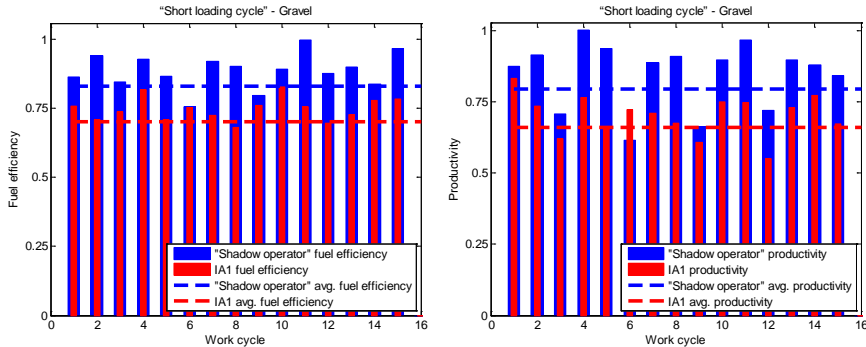 "Short loading cycle" - Gravel
1
0.75
0.5
0.25
0
Fuel efficiency
"Shadow operator" fuel efficiency
IA1 fuel efficiency
"Shadow operator" avg. fuel efficiency
IA1 avg. fuel efficiency
0 2 4 6 8 10 12 14 16
Work cycle
"Short loading cycle" - Gravel
1
0.75
0.5
0.25
0
Productivity
"Shadow operator" productivity
IA1 productivity
"Shadow operator" avg. productivity
IA1 avg. productivity
0 2 4 6 8 10 12 14 16
Work cycle